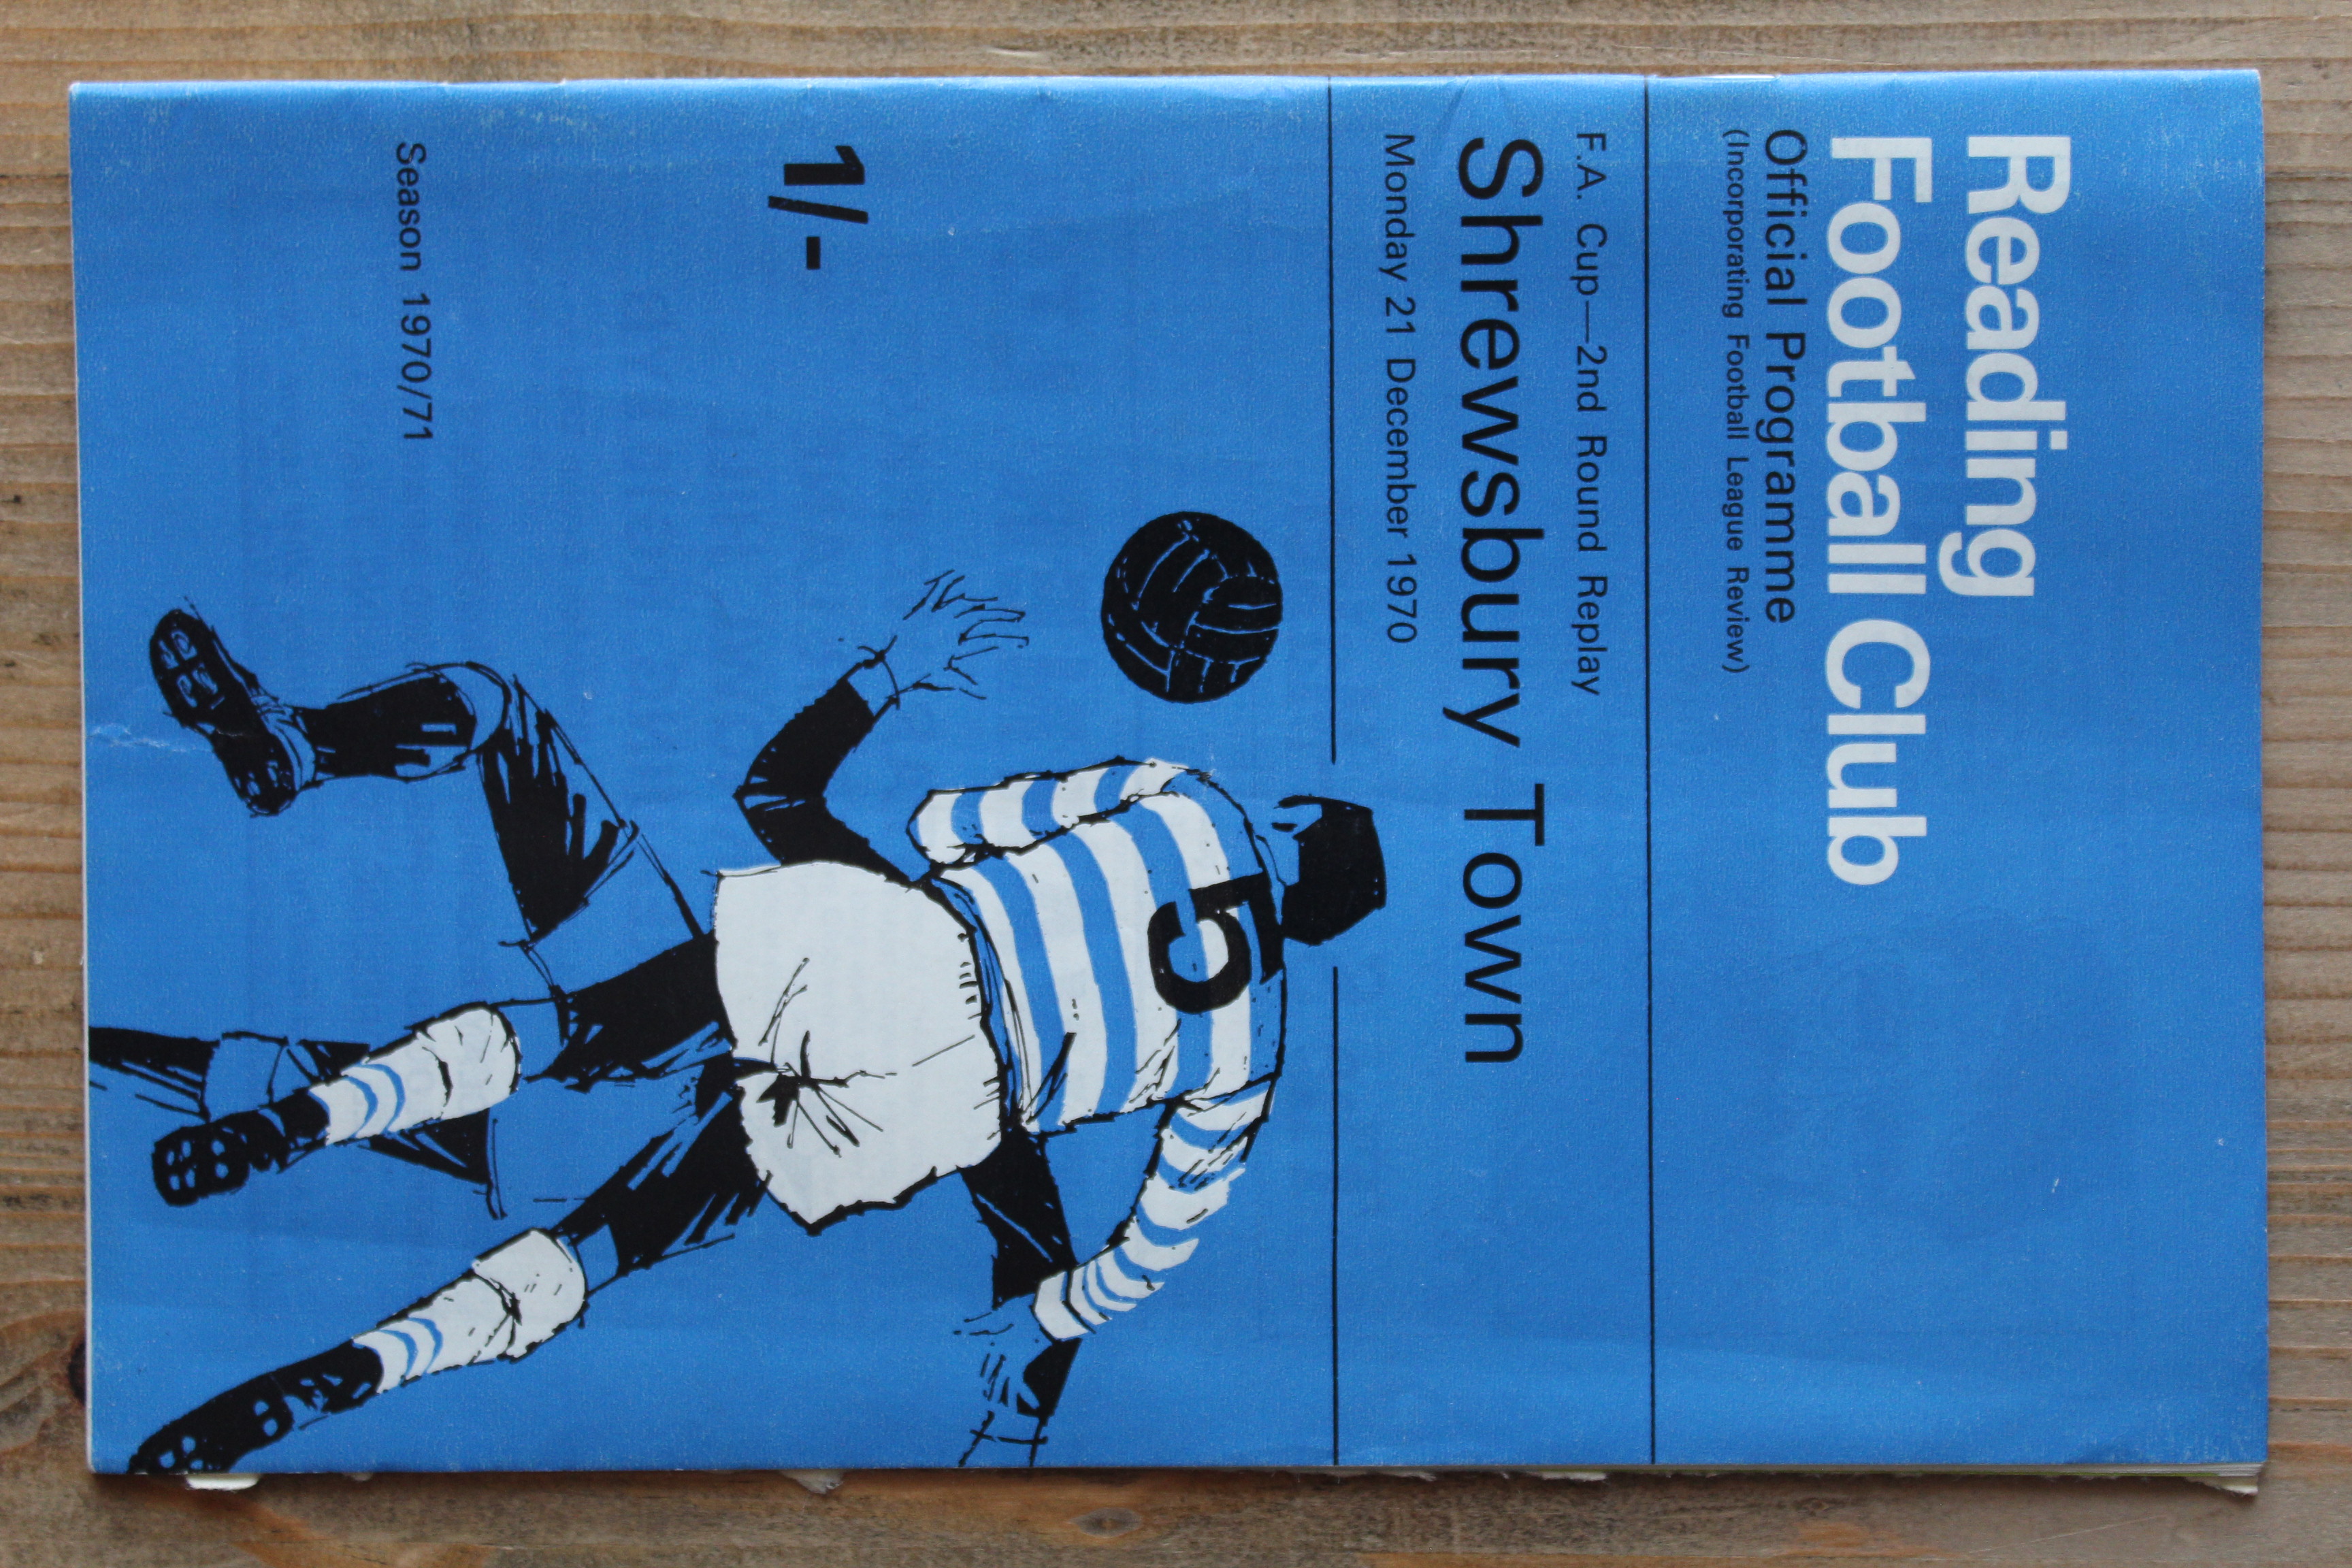 Reading
Football Club
Official Programme
(Incorporating Football League Review)
F.A. Cup—2nd Round Replay
Shrewsbury Town
Monday 21 December 1970
5
1/-
Season 1970/71